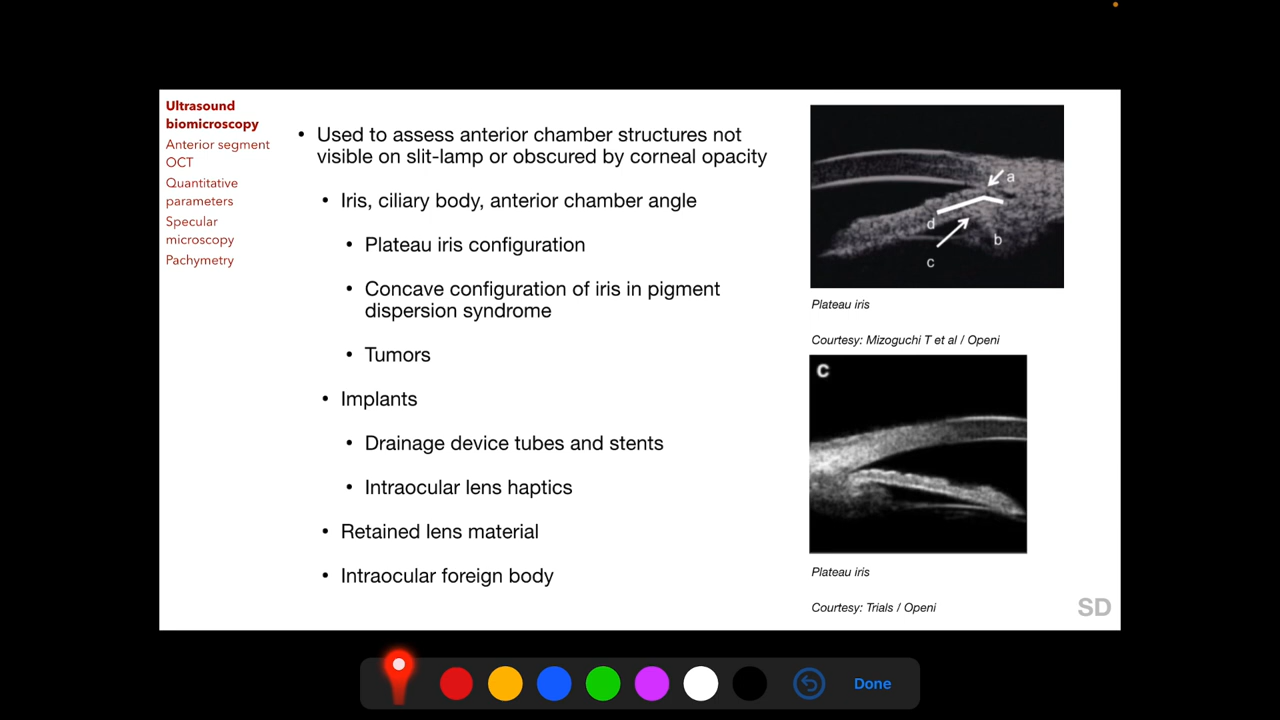 Ultrasound
biomicroscopy
Anterior segment
OCT
Quantitative
parameters
Specular
microscopy
Pachymetry
• Used to assess anterior chamber structures not
visible on slit-lamp or obscured by corneal opacity
• Iris, ciliary body, anterior chamber angle
• Plateau iris configuration
• Concave configuration of iris in pigment
dispersion syndrome
• Tumors
• Implants
• Drainage device tubes and stents
• Intraocular lens haptics
• Retained lens material
• Intraocular foreign body
a
d
b
c
Plateau iris
Courtesy: Mizoguchi T et al / Openi
C
Plateau iris
Courtesy: Trials / Openi
SD
Done